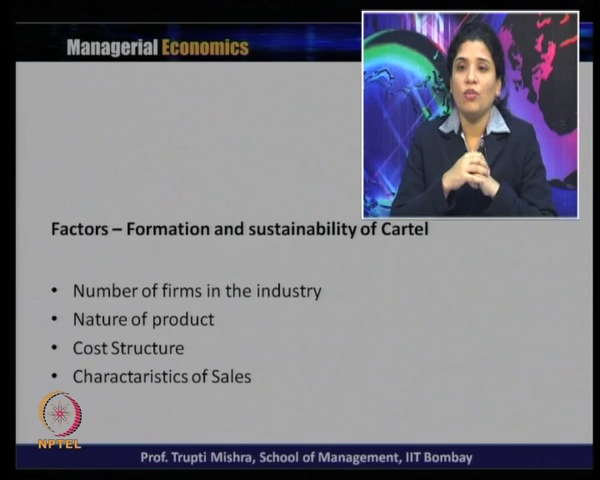 Managerial Economics
Factors – Formation and sustainability of Cartel
• Number of firms in the industry
• Nature of product
• Cost Structure
• Charactaristics of Sales
NPTEL
Prof. Trupti Mishra, School of Management, IIT Bombay